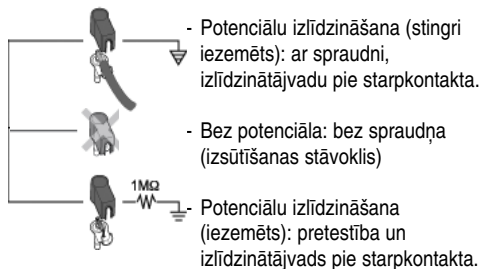 - Potenciālu izlīdzināšana (stingri
iezemēts): ar spraudni,
izlīdzinātājvadu pie starpkontakta.
- Bez potenciāla: bez spraudņa
(izsūtīšanas stāvoklis)
1MΩ
- Potenciālu izlīdzināšana
(iezemēts): pretestība un
izlīdzinātājvads pie starpkontakta.